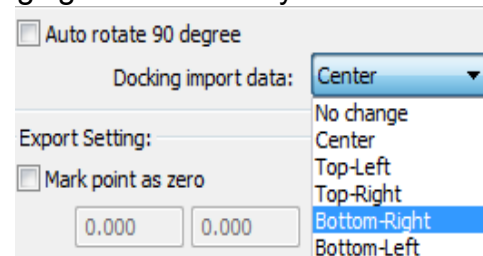 Auto rotate 90 degree
Docking import data: Center
No change
Center
Top-Left
Top-Right
Bottom-Right
Bottom-Left
Export Setting:
Mark point as zero
0.000 0.000